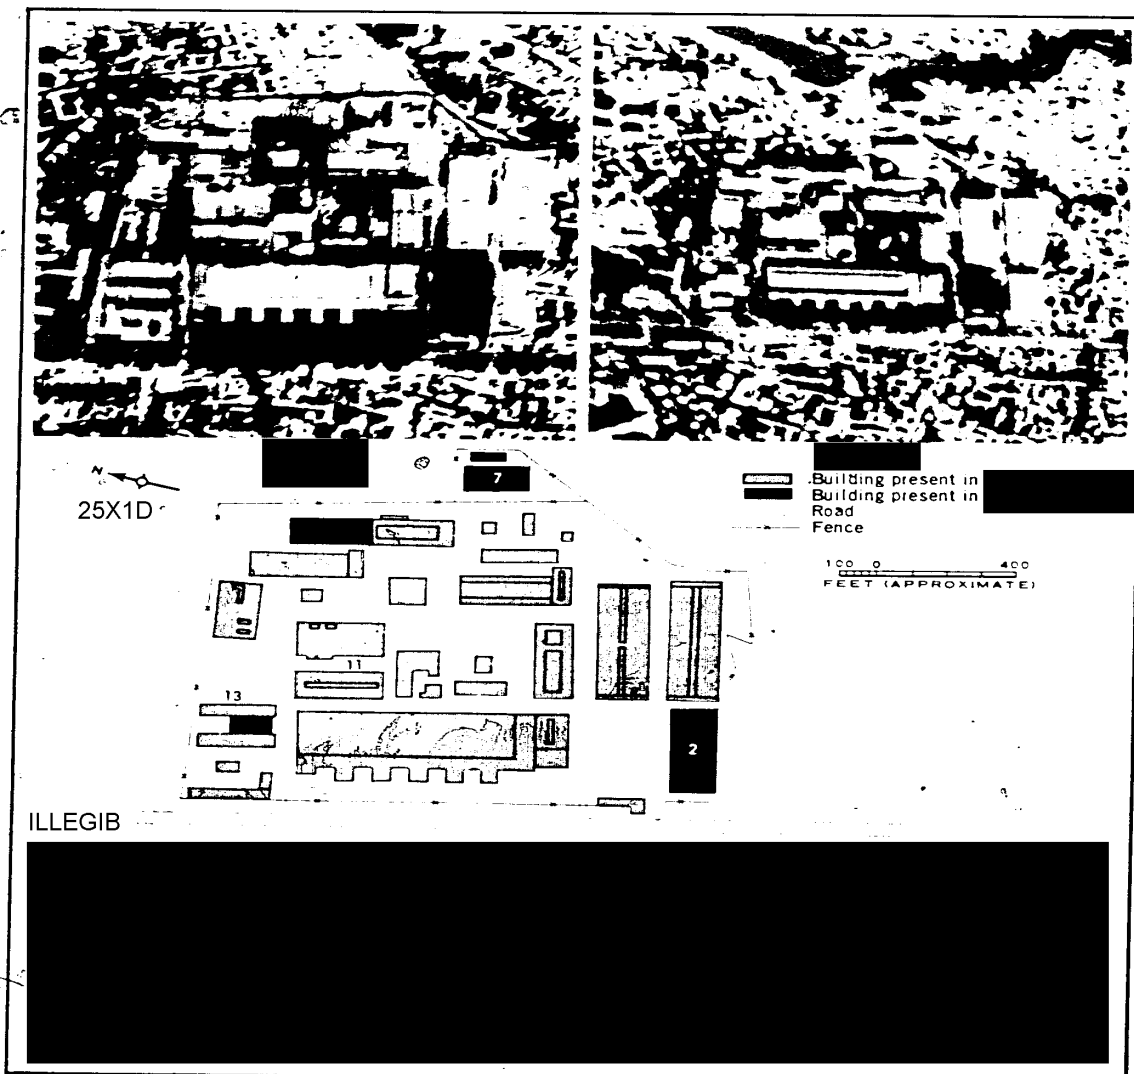 N
25X1D
7
Building present in
Building present in
Road
Fence
100 0 400
FEET (APPROXIMATE)
11
13
2
ILLEGIB